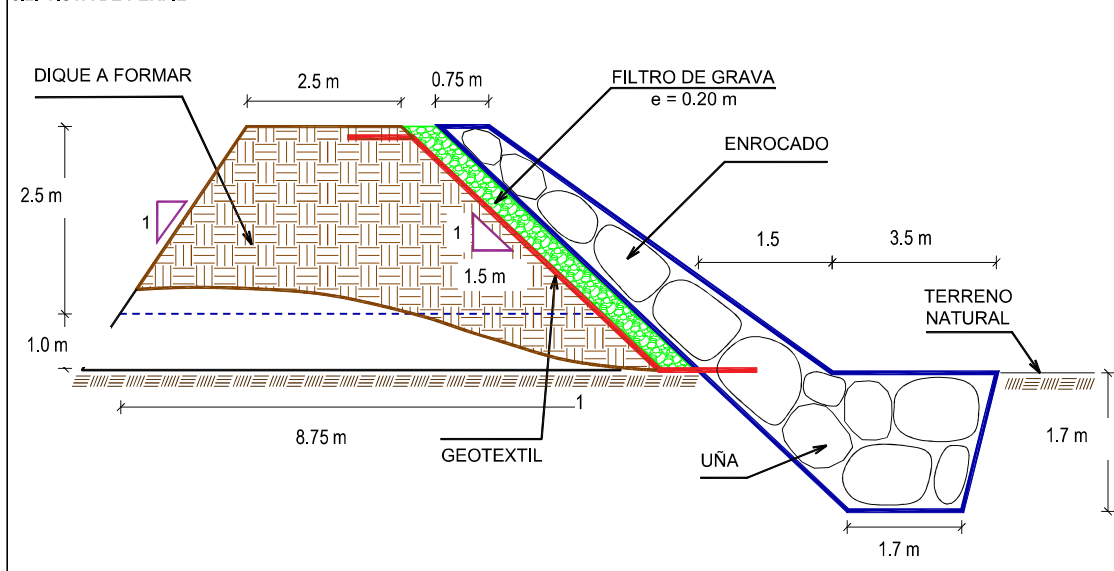 DIQUE A FORMAR
2.5 m
0.75 m
FILTRO DE GRAVA
e = 0.20 m
ENROCADO
2.5 m
1
1
1.5 m
1.5
3.5 m
TERRENO
NATURAL
1.0 m
1
8.75 m
GEOTEXTIL
UÑA
1.7 m
1.7 m